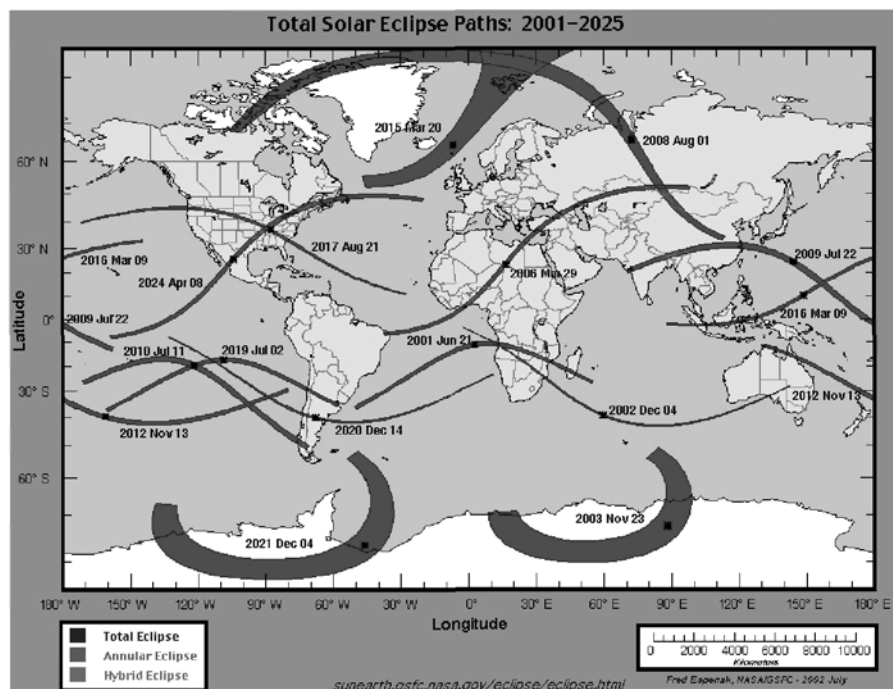 Total Solar Eclipse Paths: 2001–2025
2015 Mar 20
2008 Aug 01
60° N
2017 Aug 21
30° N
2016 Mar 09
2009 Jul 22
2024 Apr 08
2006 Mar 29
2016 Mar 09
Latitude
2009 Jul 22
0°
2010 Jul 11
2019 Jul 02
2001 Jun 21
30° S
2012 Nov 13
2012 Nov 13
2020 Dec 14
2002 Dec 04
60° S
2021 Dec 04
2003 Nov 23
180° W
150° W
120° W
90° W
60° W
30° W
0°
30° E
60° E
90° E
120° E
150° E
180° E
Longitude
Total Eclipse
Annular Eclipse
Hybrid Eclipse
0 2000 4000 6000 8000 10000
Kilometers
sunearth.gsfc.nasa.gov/eclipse/eclipse.html
Fred Espenak, NASA/GSFC - 2002 July